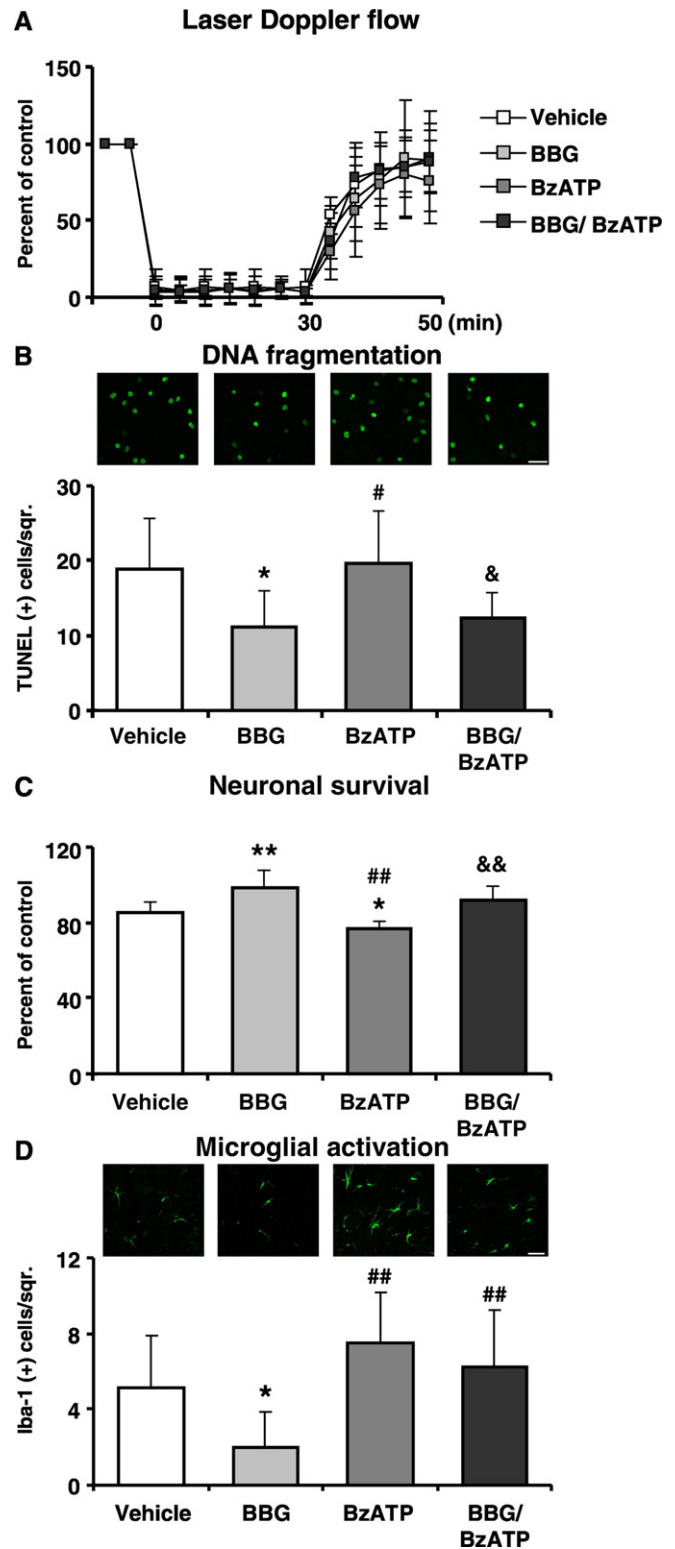 A Laser Doppler flow
Percent of control
150
100
50
0
0 30 50 (min)
Vehicle
BBG
BzATP
BBG/ BzATP
B DNA fragmentation
TUNEL (+) cells/sqr.
30
20
10
0
* # &
Vehicle BBG BzATP BBG/
BzATP
C Neuronal survival
Percent of control
120
80
40
0
** ## &&
*
Vehicle BBG BzATP BBG/
BzATP
D Microglial activation
Iba-1 (+) cells/sqr.
12
8
4
0
* ## ##
Vehicle BBG BzATP BBG/
BzATP